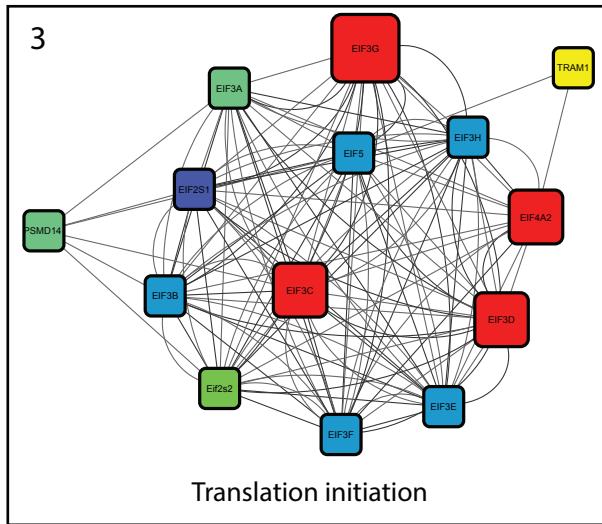 3
EIF3G
TRAM1
EIF3A
EIF3H
EIF5
EIF2S1
EIF4A2
PSMD14
EIF3C
EIF3B
EIF3D
Eif2s2
EIF3E
EIF3F
Translation initiation